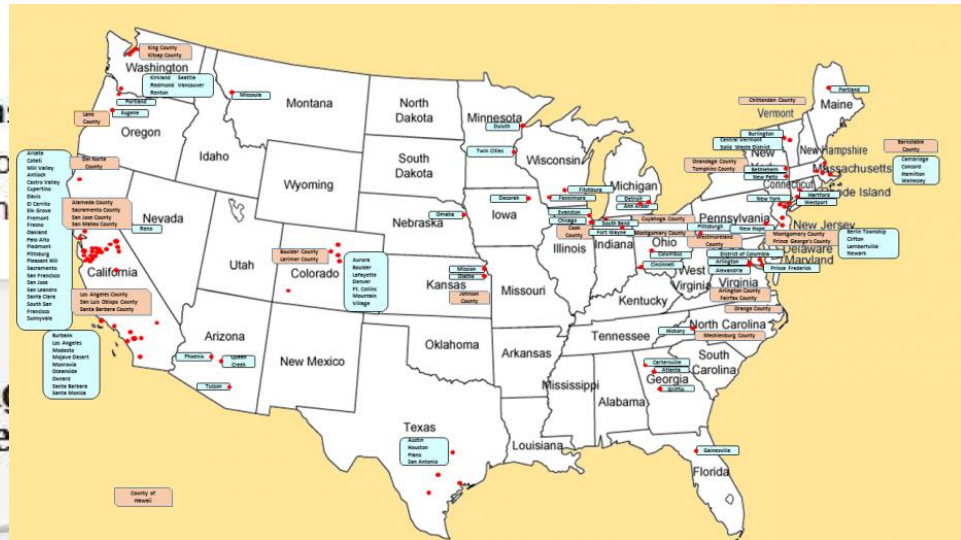 King County
Kitsap County
Washington
Kirkland Seattle
Redmond Vancouver
Renton
Portland
Eugene
Lane
County
Oregon
Missoula
Montana
Idaho
North
Dakota
South
Dakota
Wyoming
Nebraska
Omaha
Minnesota
Duluth
Twin Cities
Wisconsin
Fitchburg
Fennimore
Iowa
Decorah
Michigan
Detroit
Ann Arbor
Evanston
Chicago
Cook
County
Illinois
South Bend
Fort Wayne
Indiana
Cuyahoga County
Montgomery County
Ohio
Columbus
Cincinnati
Kentucky
West
Virginia
Virginia
Pennsylvania
Pittsburgh
Westmoreland
County
New Hope
New Jersey
Delaware
Maryland
Montgomery County
Prince George's County
District of Columbia
Arlington
Alexandria
Prince Frederick
Arlington County
Fairfax County
Orange County
Berlin Township
Clifton
Lambertville
Newark
Chittenden County
Vermont
Burlington
Central Vermont
Solid Waste District
Maine
Portland
New Hampshire
Massachusetts
Barnstable
County
Cambridge
Concord
Hamilton
Wellesley
New
Onondaga County
Tompkins County
Bethlehem
New Paltz
New York
Connecticut
Hartford
Westport
Rhode Island
Del Norte
County
Arcata
Cotati
Mill Valley
Antioch
Castro Valley
Cupertino
Davis
El Cerrito
Elk Grove
Fremont
Fresno
Oakland
Palo Alto
Piedmont
Pittsburg
Pleasant Hill
Sacramento
San Francisco
San Jose
San Leandro
Santa Clara
South San
Francisco
Sunnyvale
Alameda County
Sacramento County
San Jose County
San Mateo County
California
Los Angeles County
San Luis Obispo County
Santa Barbara County
Burbank
Los Angeles
Modesto
Mojave Desert
Monrovia
Oceanside
Oxnard
Santa Barbara
Santa Monica
Nevada
Reno
Utah
Boulder County
Larimer County
Colorado
Aurora
Boulder
Lafayette
Denver
Ft. Collins
Mountain
Village
Kansas
Mission
Olathe
Johnson
County
Missouri
Arizona
Phoenix
Queen
Creek
Tucson
New Mexico
Oklahoma
Arkansas
Tennessee
North Carolina
Hickory
Mecklenburg County
South
Carolina
Cartersville
Atlanta
Georgia
Griffin
Mississippi
Alabama
Texas
Austin
Houston
Plano
San Antonio
Louisiana
Gainesville
Florida
County of
Hawaii